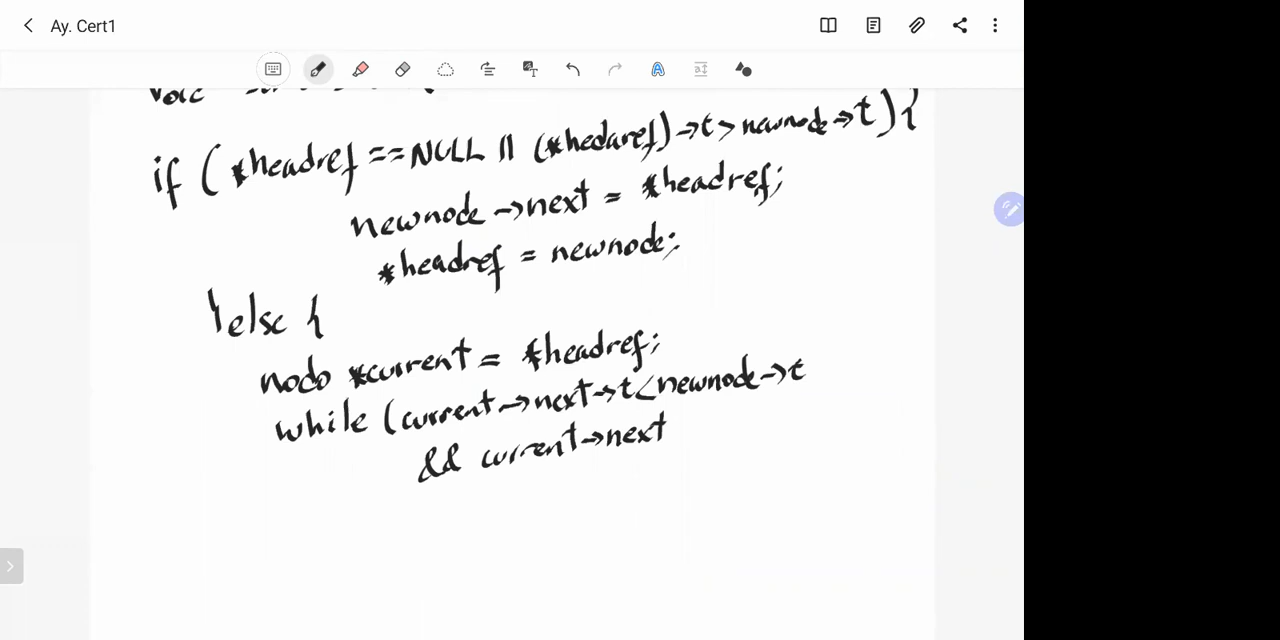 Ay. Cert1
if (*headref == NULL || (*hedaref)->t > newnode->t){
newnode->next = *headref;
*headref = newnode;
}else {
nodo *current = *headref;
while (current->next->t < newnode->t
&& current->next